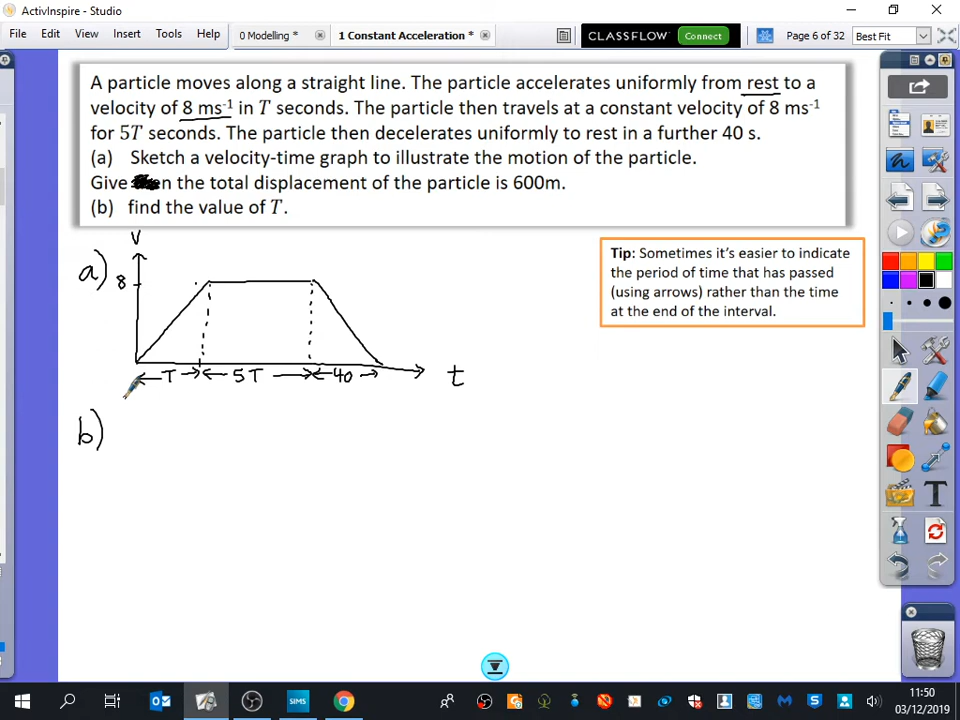 ActivInspire - Studio
File Edit View Insert Tools Help
0 Modelling *
1 Constant Acceleration *
CLASSFLOW Connect
Page 6 of 32
Best Fit
A particle moves along a straight line. The particle accelerates uniformly from rest to a
velocity of 8 ms⁻¹ in T seconds. The particle then travels at a constant velocity of 8 ms⁻¹
for 5T seconds. The particle then decelerates uniformly to rest in a further 40 s.
(a) Sketch a velocity-time graph to illustrate the motion of the particle.
Give n the total displacement of the particle is 600m.
(b) find the value of T.
Tip: Sometimes it's easier to indicate
the period of time that has passed
(using arrows) rather than the time
at the end of the interval.
a)
V
8
T 5T 40 t
b)
SIMS
11:50
03/12/2019